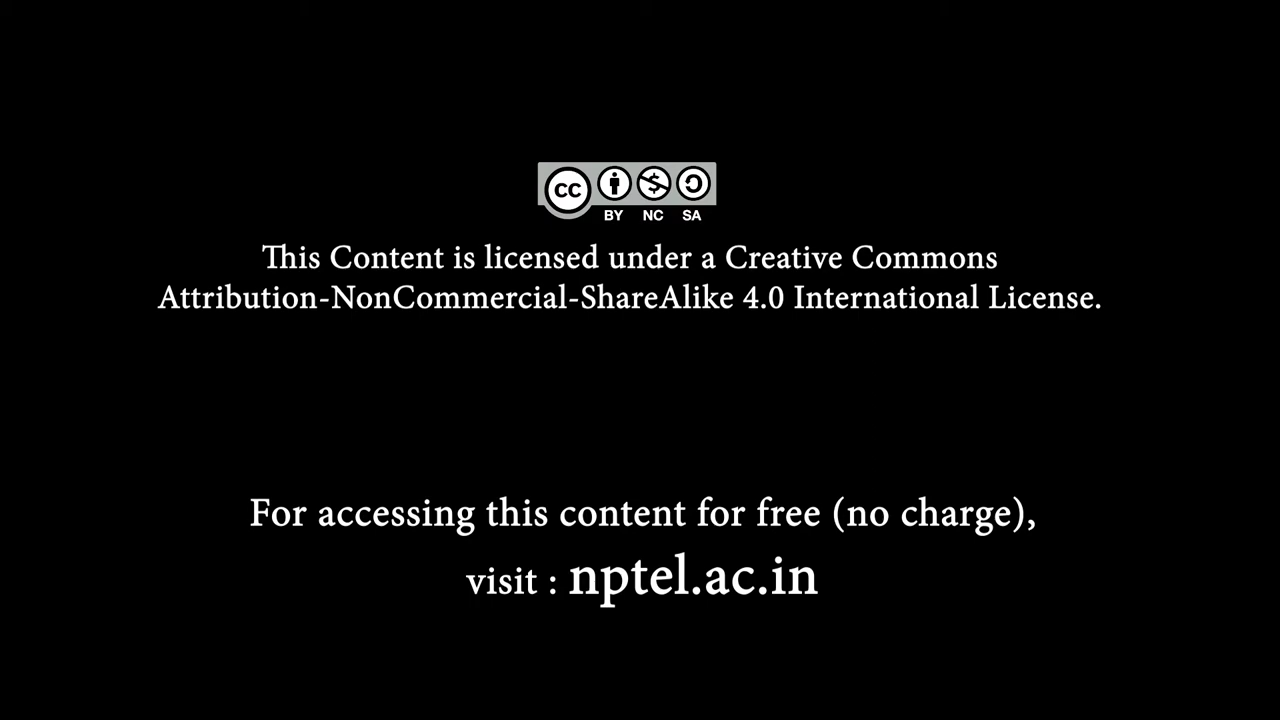 cc
BY NC SA
This Content is licensed under a Creative Commons
Attribution-NonCommercial-ShareAlike 4.0 International License.
For accessing this content for free (no charge),
visit : nptel.ac.in